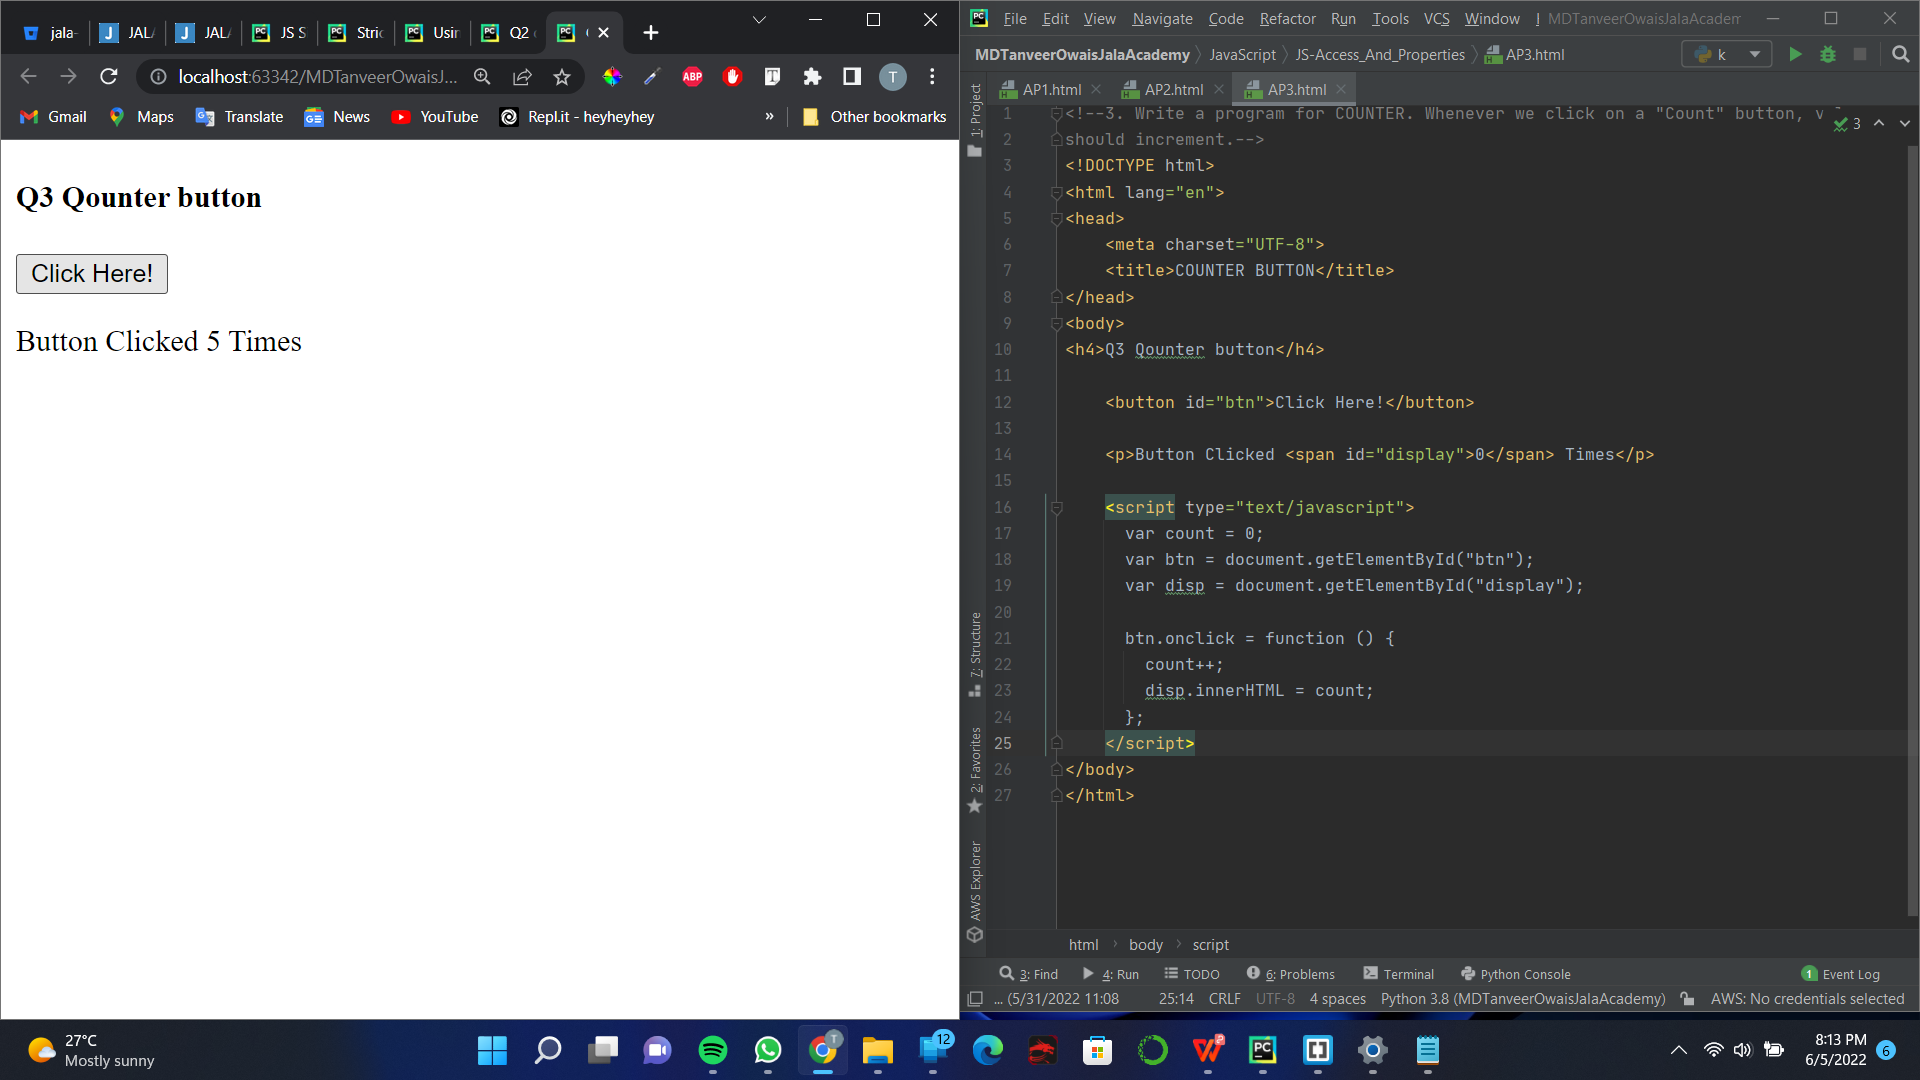 jala-
JAL
JAL
JS S
Stric
Usin
Q2
localhost:63342/MDTanveerOwaisJ...
ABP
T
T
Gmail
Maps
Translate
News
YouTube
Repl.it - heyheyhey
»
Other bookmarks
Q3 Qounter button
Click Here!
Button Clicked 5 Times
PC
File Edit View Navigate Code Refactor Run Tools VCS Window
MDTanveerOwaisJalaAcadem
MDTanveerOwaisJalaAcademy
JavaScript
JS-Access_And_Properties
AP3.html
k
AP1.html
AP2.html
AP3.html
1: Project
7: Structure
2: Favorites
AWS Explorer
3
1 <!--3. Write a program for COUNTER. Whenever we click on a "Count" button, v
2 should increment.-->
3 <!DOCTYPE html>
4 <html lang="en">
5 <head>
6 <meta charset="UTF-8">
7 <title>COUNTER BUTTON</title>
8 </head>
9 <body>
10 <h4>Q3 Qounter button</h4>
11
12 <button id="btn">Click Here!</button>
13
14 <p>Button Clicked <span id="display">0</span> Times</p>
15
16 <script type="text/javascript">
17 var count = 0;
18 var btn = document.getElementById("btn");
19 var disp = document.getElementById("display");
20
21 btn.onclick = function () {
22 count++;
23 disp.innerHTML = count;
24 };
25 </script>
26 </body>
27 </html>
html › body › script
3: Find
4: Run
TODO
6: Problems
Terminal
Python Console
1 Event Log
... (5/31/2022 11:08
25:14 CRLF UTF-8 4 spaces Python 3.8 (MDTanveerOwaisJalaAcademy)
AWS: No credentials selected
27°C
Mostly sunny
T
12
PC
8:13 PM
6/5/2022
6